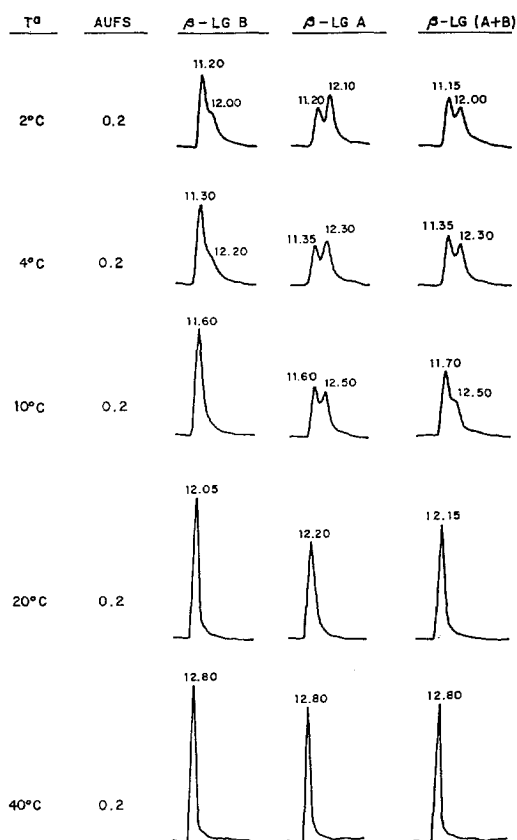 Tª AUFS β-LG B β-LG A β-LG (A+B)
11.20 12.00 11.20 12.10 11.15 12.00
2°C 0.2
11.30 12.20 11.35 12.30 11.35 12.30
4°C 0.2
11.60 11.60 12.50 11.70 12.50
10°C 0.2
12.05 12.20 12.15
20°C 0.2
12.80 12.80 12.80
40°C 0.2